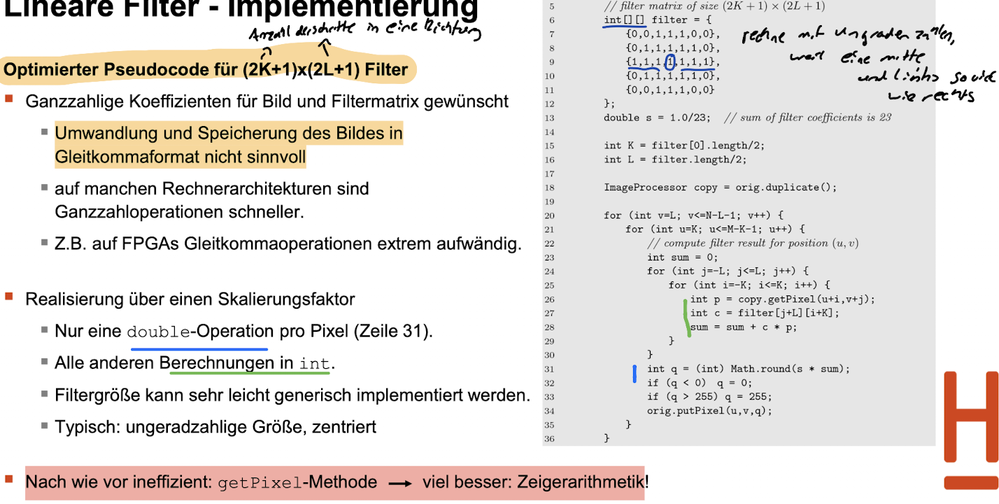 Lineare Filter - Implementierung
Anzahl der schritte in eine Richtung
Optimierter Pseudocode für (2K+1)x(2L+1) Filter
Ganzzahlige Koeffizienten für Bild und Filtermatrix gewünscht
Umwandlung und Speicherung des Bildes in
Gleitkommaformat nicht sinnvoll
auf manchen Rechnerarchitekturen sind
Ganzzahloperationen schneller.
Z.B. auf FPGAs Gleitkommaoperationen extrem aufwändig.
Realisierung über einen Skalierungsfaktor
Nur eine double-Operation pro Pixel (Zeile 31).
Alle anderen Berechnungen in int.
Filtergröße kann sehr leicht generisch implementiert werden.
Typisch: ungeradzahlige Größe, zentriert
Nach wie vor ineffizient: getPixel-Methode → viel besser: Zeigerarithmetik!
5 // filter matrix of size (2K + 1) × (2L + 1)
6 int[][] filter = {
7 {0,0,1,1,1,0,0},
8 {0,1,1,1,1,1,0},
9 {1,1,1,1,1,1,1},
10 {0,1,1,1,1,1,0},
11 {0,0,1,1,1,0,0}
12 };
13 double s = 1.0/23; // sum of filter coefficients is 23
14
15 int K = filter[0].length/2;
16 int L = filter.length/2;
17
18 ImageProcessor copy = orig.duplicate();
19
20 for (int v=L; v<=N-L-1; v++) {
21 for (int u=K; u<=M-K-1; u++) {
22 // compute filter result for position (u, v)
23 int sum = 0;
24 for (int j=-L; j<=L; j++) {
25 for (int i=-K; i<=K; i++) {
26 int p = copy.getPixel(u+i,v+j);
27 int c = filter[j+L][i+K];
28 sum = sum + c * p;
29 }
30 }
31 int q = (int) Math.round(s * sum);
32 if (q < 0) q = 0;
33 if (q > 255) q = 255;
34 orig.putPixel(u,v,q);
35 }
36 }
rechne mit ungraden zahlen,
weil eine mitte
und links so viel
wie rechts
H